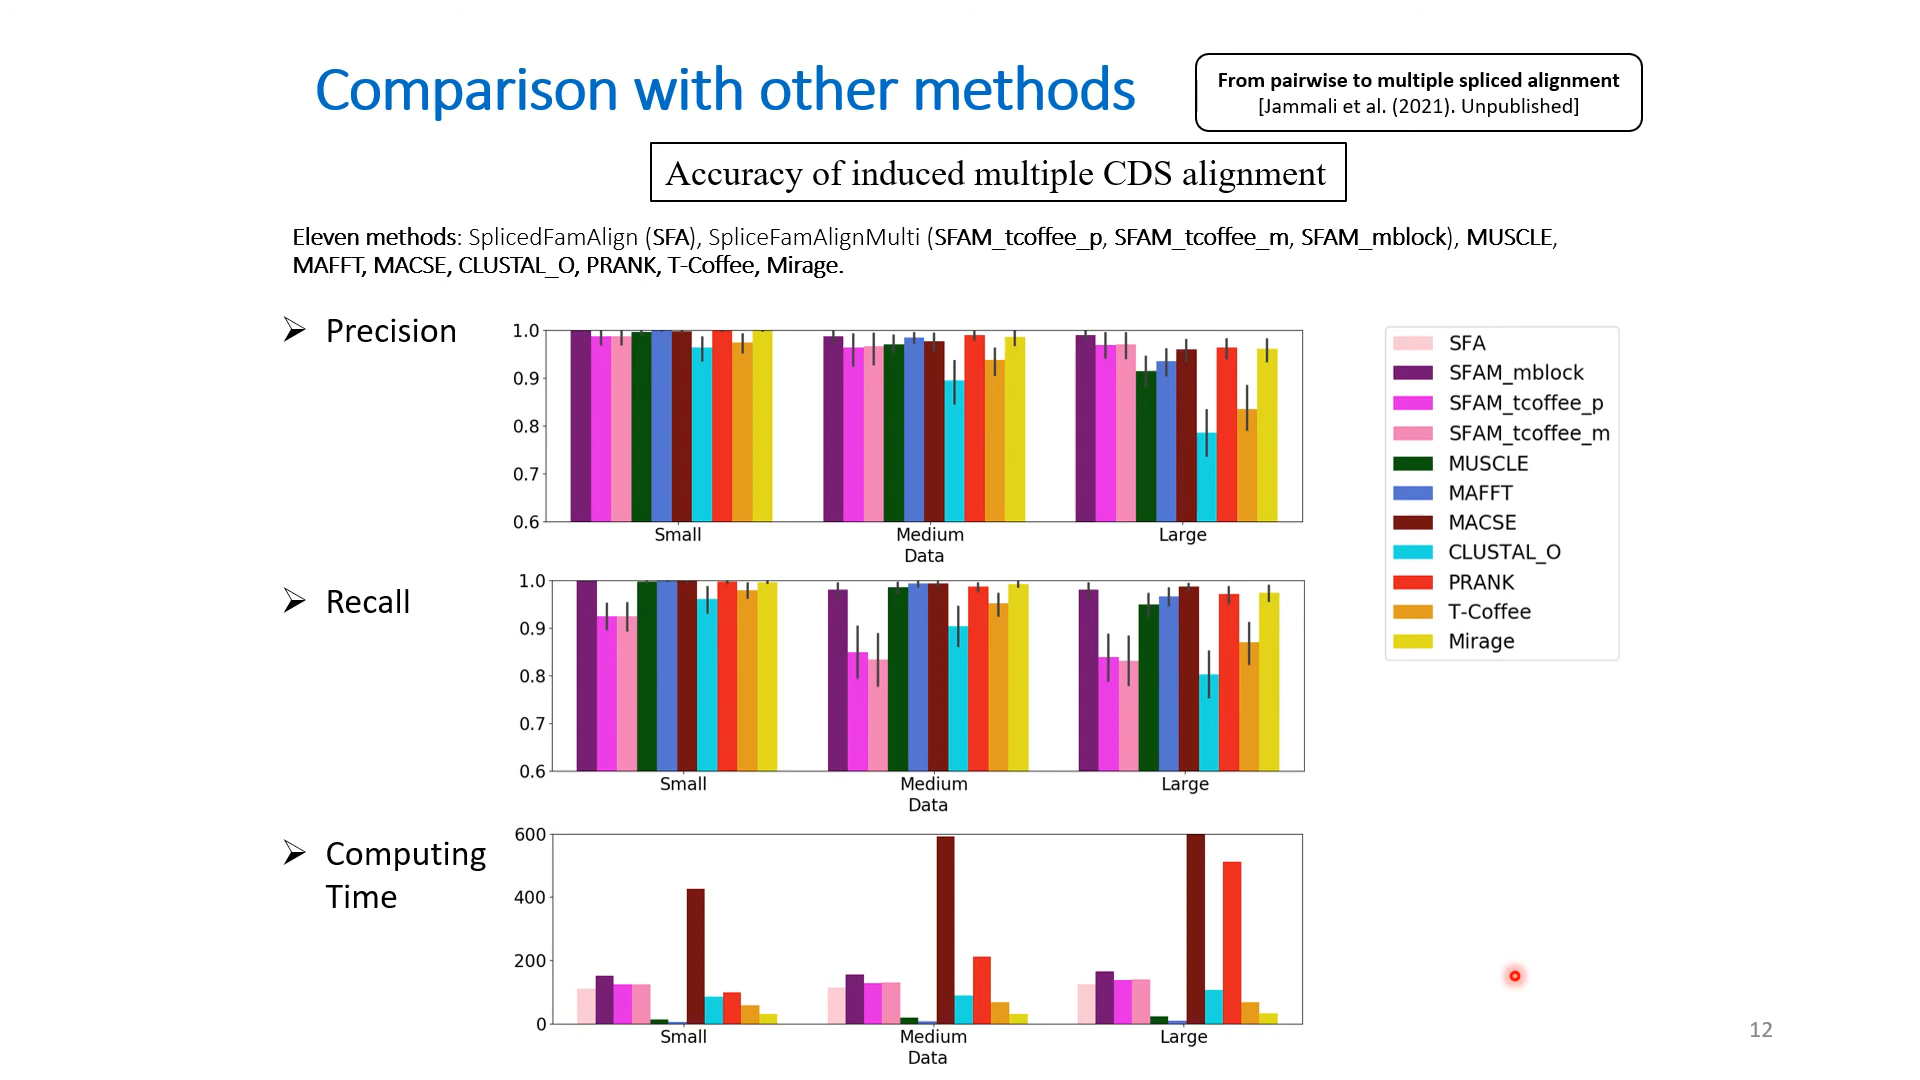 Comparison with other methods
From pairwise to multiple spliced alignment
[Jammali et al. (2021). Unpublished]
Accuracy of induced multiple CDS alignment
Eleven methods: SplicedFamAlign (SFA), SpliceFamAlignMulti (SFAM_tcoffee_p, SFAM_tcoffee_m, SFAM_mblock), MUSCLE,
MAFFT, MACSE, CLUSTAL_O, PRANK, T-Coffee, Mirage.
➢ Precision
1.0
0.9
0.8
0.7
0.6
Small Medium Large
Data
SFA
SFAM_mblock
SFAM_tcoffee_p
SFAM_tcoffee_m
MUSCLE
MAFFT
MACSE
CLUSTAL_O
PRANK
T-Coffee
Mirage
➢ Recall
1.0
0.9
0.8
0.7
0.6
Small Medium Large
Data
➢ Computing
Time
600
400
200
0
Small Medium Large
Data
12